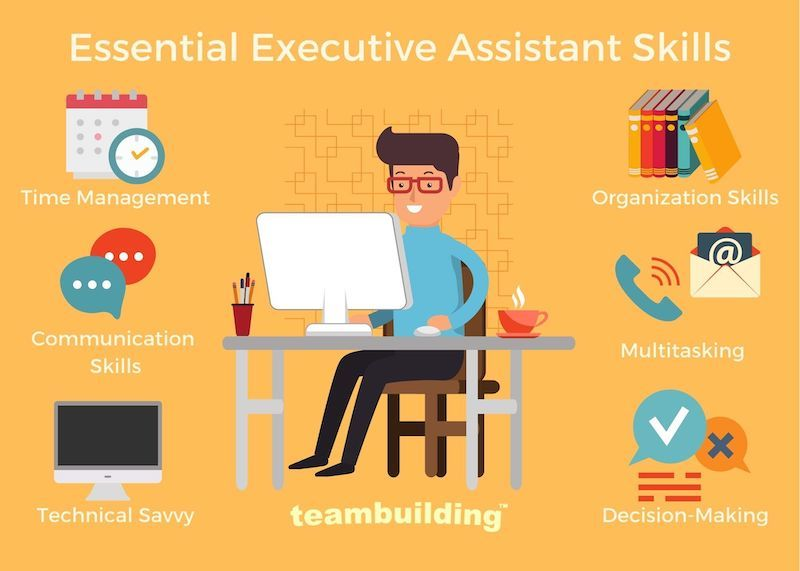 Essential Executive Assistant Skills
Time Management
Organization Skills
@
Communication
Skills
Multitasking
Technical Savvy
Decision-Making
teambuilding™